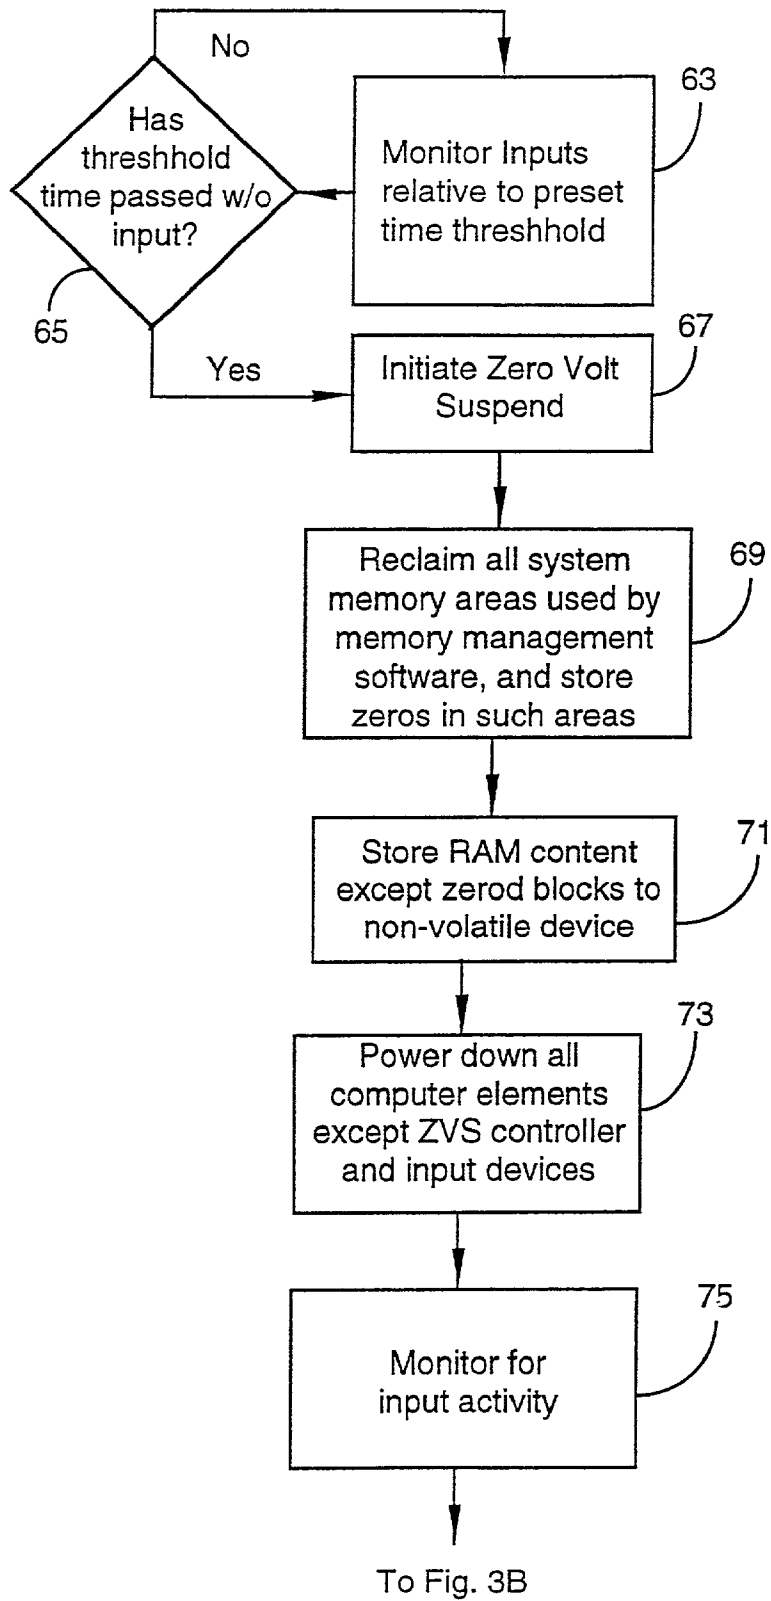 No
63
Has
threshhold
time passed w/o
input?
Monitor Inputs
relative to preset
time threshhold
65
67
Yes
Initiate Zero Volt
Suspend
69
Reclaim all system
memory areas used by
memory management
software, and store
zeros in such areas
71
Store RAM content
except zerod blocks to
non-volatile device
73
Power down all
computer elements
except ZVS controller
and input devices
75
Monitor for
input activity
To Fig. 3B